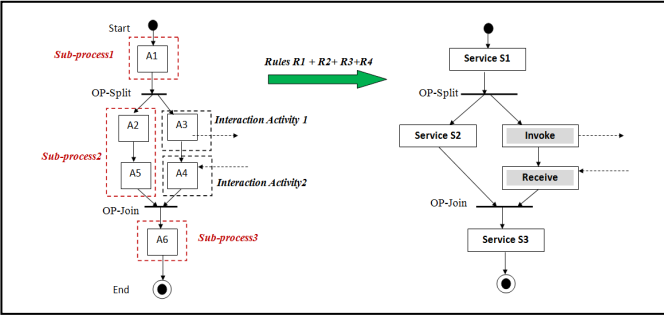 Start
Sub-process1
A1
OP-Split
A2
A3
Interaction Activity 1
Sub-process2
A5
A4
Interaction Activity2
OP-Join
A6
Sub-process3
End
Rules R1 + R2+ R3+R4
Service S1
OP-Split
Service S2
Invoke
Receive
OP-Join
Service S3